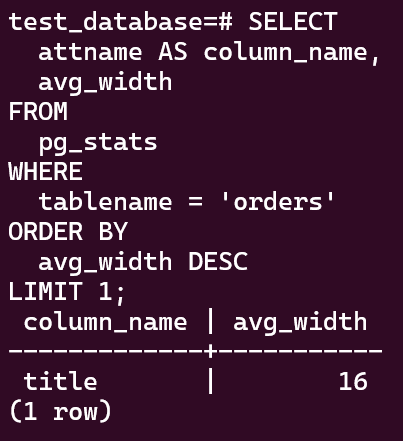 test_database=# SELECT
  attname AS column_name,
  avg_width
FROM
  pg_stats
WHERE
  tablename = 'orders'
ORDER BY
  avg_width DESC
LIMIT 1;
 column_name | avg_width
-------------+-----------
 title       |        16
(1 row)